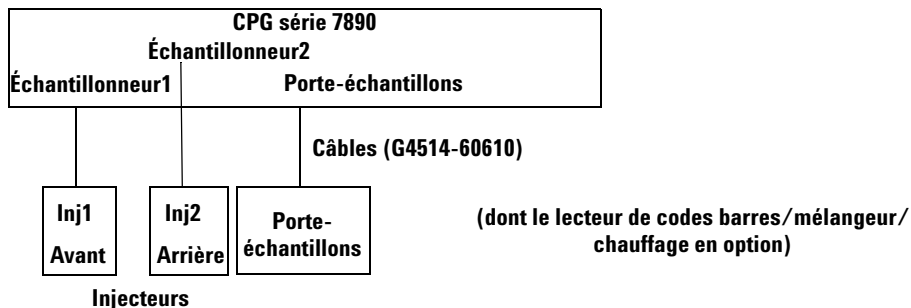 CPG série 7890
Échantillonneur2
Échantillonneur1 Porte-échantillons
Câbles (G4514-60610)
Inj1 Avant
Inj2 Arrière
Porte-
échantillons
(dont le lecteur de codes barres/mélangeur/
chauffage en option)
Injecteurs